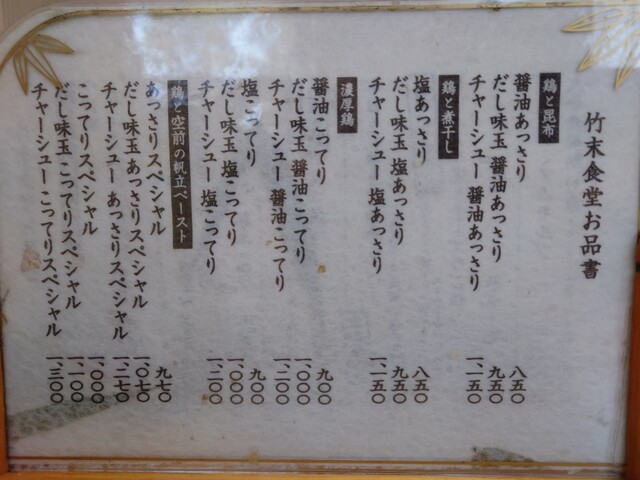 竹末食堂お品書
鶏と昆布
醤油あっさり 八五〇
だし味玉 醤油あっさり 九五〇
チャーシュー 醤油あっさり 一、一五〇
鶏と煮干し
塩あっさり 八五〇
だし味玉 塩あっさり 九五〇
チャーシュー 塩あっさり 一、一五〇
濃厚鶏
醤油こってり 九〇〇
だし味玉 醤油こってり 一、〇〇〇
チャーシュー 醤油こってり 一、二〇〇
塩こってり 九〇〇
だし味玉 塩こってり 一、〇〇〇
チャーシュー 塩こってり 一、二〇〇
鶏と空前の帆立ペースト
あっさりスペシャル 九七〇
だし味玉 あっさりスペシャル 一、〇七〇
チャーシュー あっさりスペシャル 一、二七〇
こってりスペシャル 一、〇〇〇
だし味玉 こってりスペシャル 一、一〇〇
チャーシュー こってりスペシャル 一、三〇〇